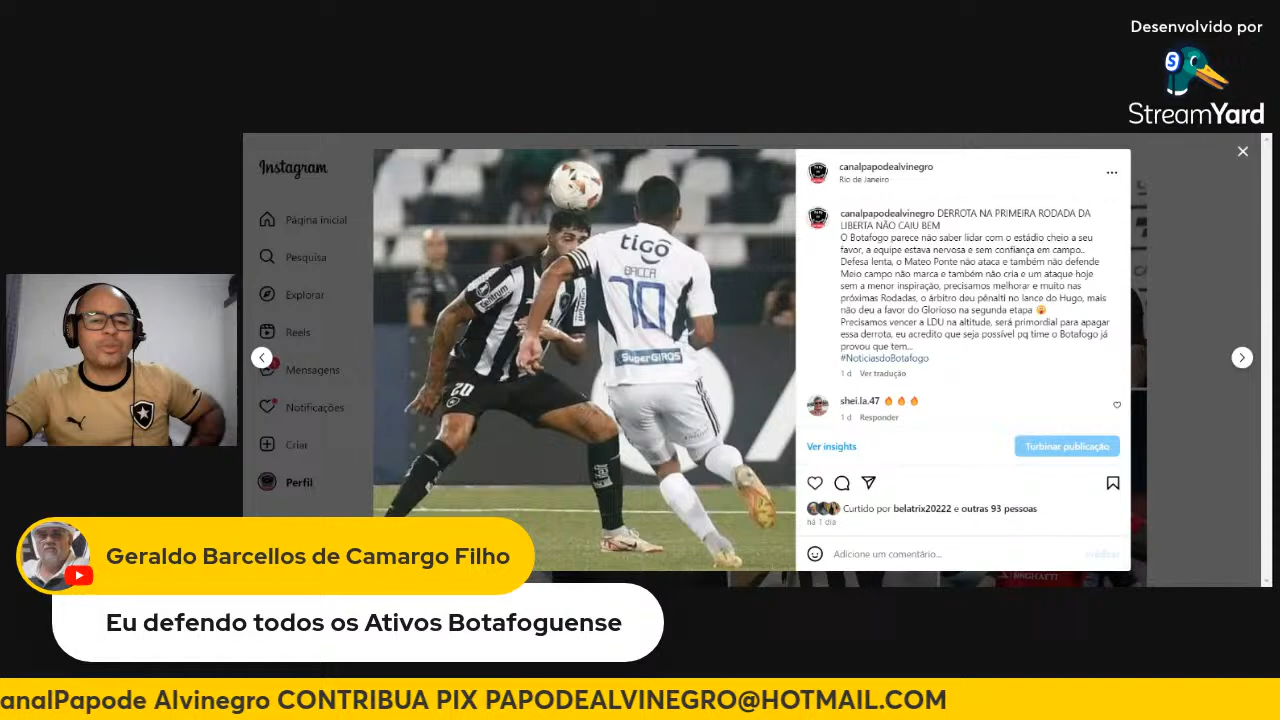 Desenvolvido por
StreamYard
Instagram
Página inicial
Pesquisa
Explorar
Reels
Mensagens
Notificações
Criar
Perfil
tigo
BACCA
10
SuperGIROS
20
canalpapodealvinegro
Rio de Janeiro
canalpapodealvinegro DERROTA NA PRIMEIRA RODADA DA
LIBERTA NÃO CAIU BEM
O Botafogo parece não saber lidar com o estádio cheio a seu
favor, a equipe estava nervosa e sem confiança em campo..
Defesa lenta, o Mateo Ponte não ataca e também não defende
Meio campo não marca e também não cria e um ataque hoje
sem a menor inspiração, precisamos melhorar e muito nas
próximas Rodadas, o árbitro deu pênalti no lance do Hugo, mais
não deu a favor do Glorioso na segunda etapa 😱
Precisamos vencer a LDU na altitude, será primordial para apagar
essa derrota, eu acredito que seja possível pq time o Botafogo já
provou que tem...
#NoticiasdoBotafogo
1 d Ver tradução
shei.la.47 🔥 🔥 🔥
1 d Responder
Ver insights
Turbinar publicação
Curtido por belatrix20222 e outras 93 pessoas
há 1 dia
Adicione um comentário...
Geraldo Barcellos de Camargo Filho
Eu defendo todos os Ativos Botafoguense
analPapode Alvinegro CONTRIBUA PIX PAPODEALVINEGRO@HOTMAIL.COM